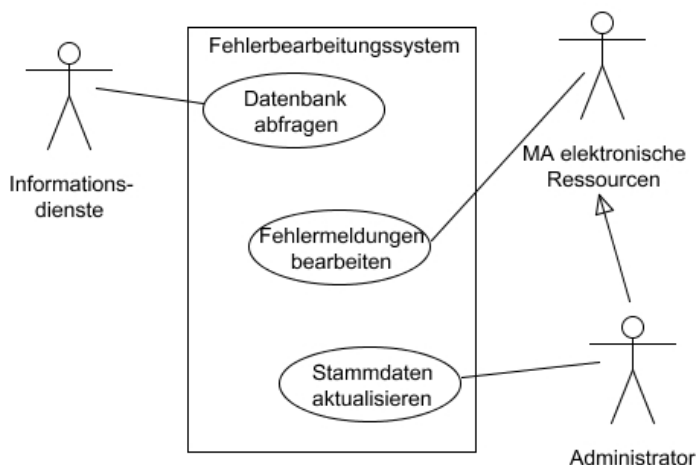 Fehlerbearbeitungssystem
Datenbank
abfragen
Informations-
dienste
MA elektronische
Ressourcen
Fehlermeldungen
bearbeiten
Stammdaten
aktualisieren
Administrator